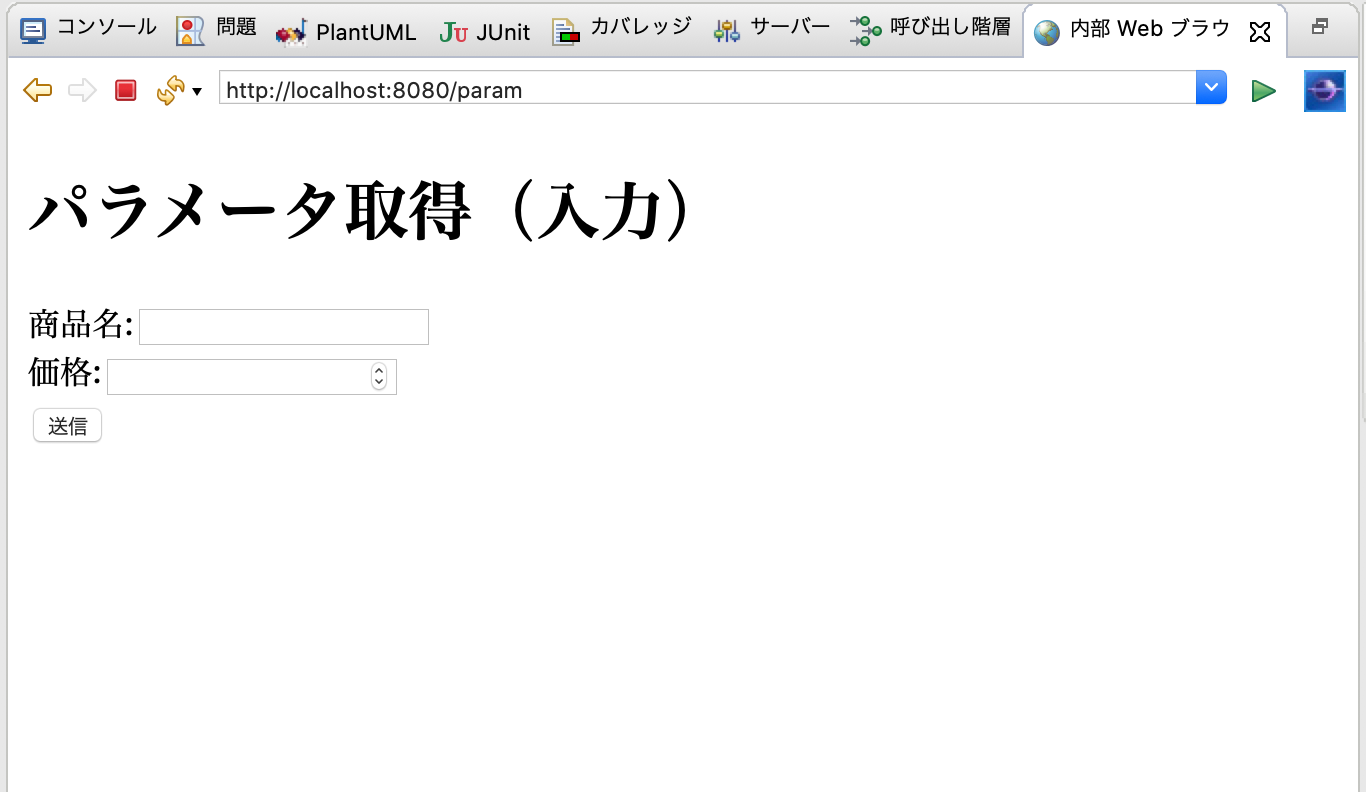 コンソール 問題 PlantUML JUnit カバレッジ サーバー 呼び出し階層 内部 Web ブラウ
http://localhost:8080/param
パラメータ取得（入力）
商品名:
価格:
送信